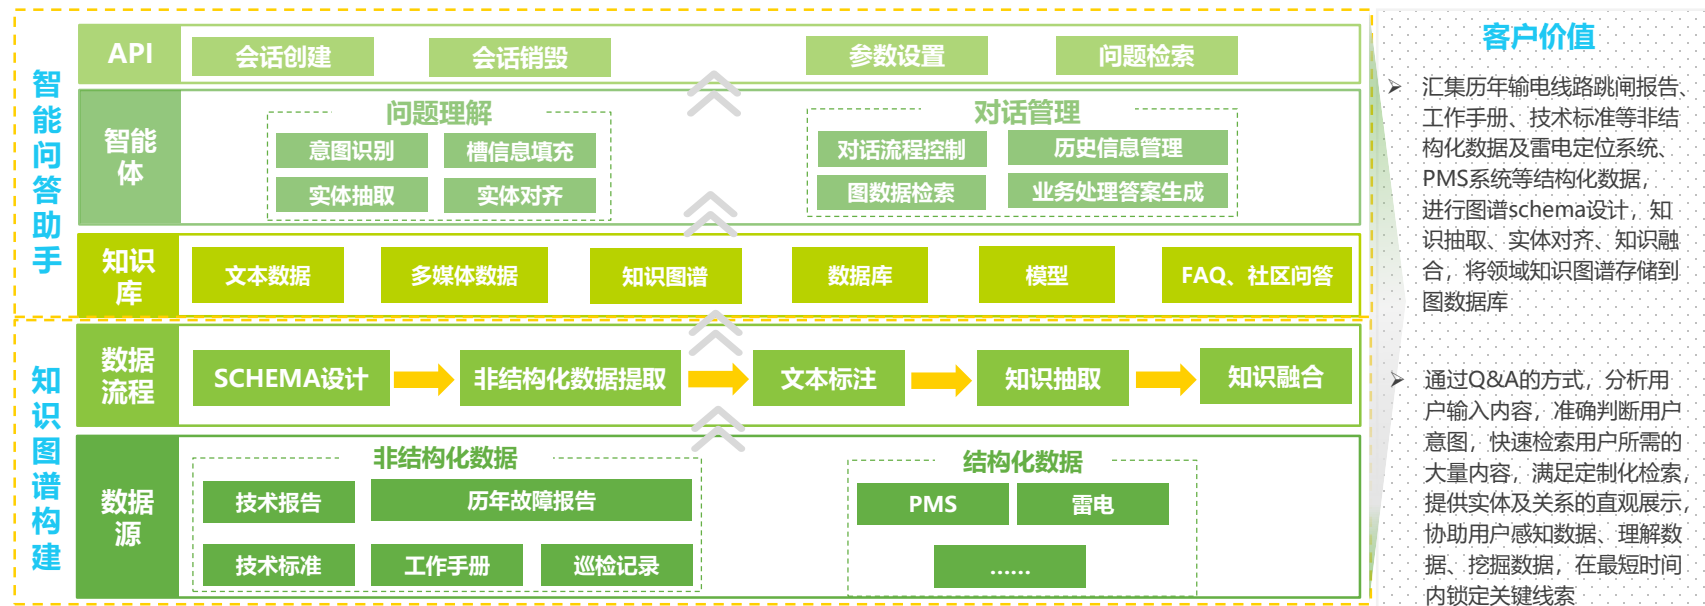 智能问答助手
API
会话创建
会话销毁
参数设置
问题检索
智能
体
问题理解
意图识别
槽信息填充
实体抽取
实体对齐
对话管理
对话流程控制
历史信息管理
图数据检索
业务处理答案生成
知识
库
文本数据
多媒体数据
知识图谱
数据库
模型
FAQ、社区问答
知识图谱构建
数据
流程
SCHEMA设计
非结构化数据提取
文本标注
知识抽取
知识融合
数据
源
非结构化数据
技术报告
历年故障报告
技术标准
工作手册
巡检记录
结构化数据
PMS
雷电
......
客户价值
➢ 汇集历年输电线路跳闸报告、
工作手册、技术标准等非结
构化数据及雷电定位系统、
PMS系统等结构化数据，
进行图谱schema设计，知
识抽取、实体对齐、知识融
合，将领域知识图谱存储到
图数据库
➢ 通过Q&A的方式，分析用
户输入内容，准确判断用户
意图，快速检索用户所需的
大量内容，满足定制化检索，
提供实体及关系的直观展示，
协助用户感知数据、理解数
据、挖掘数据，在最短时间
内锁定关键线索